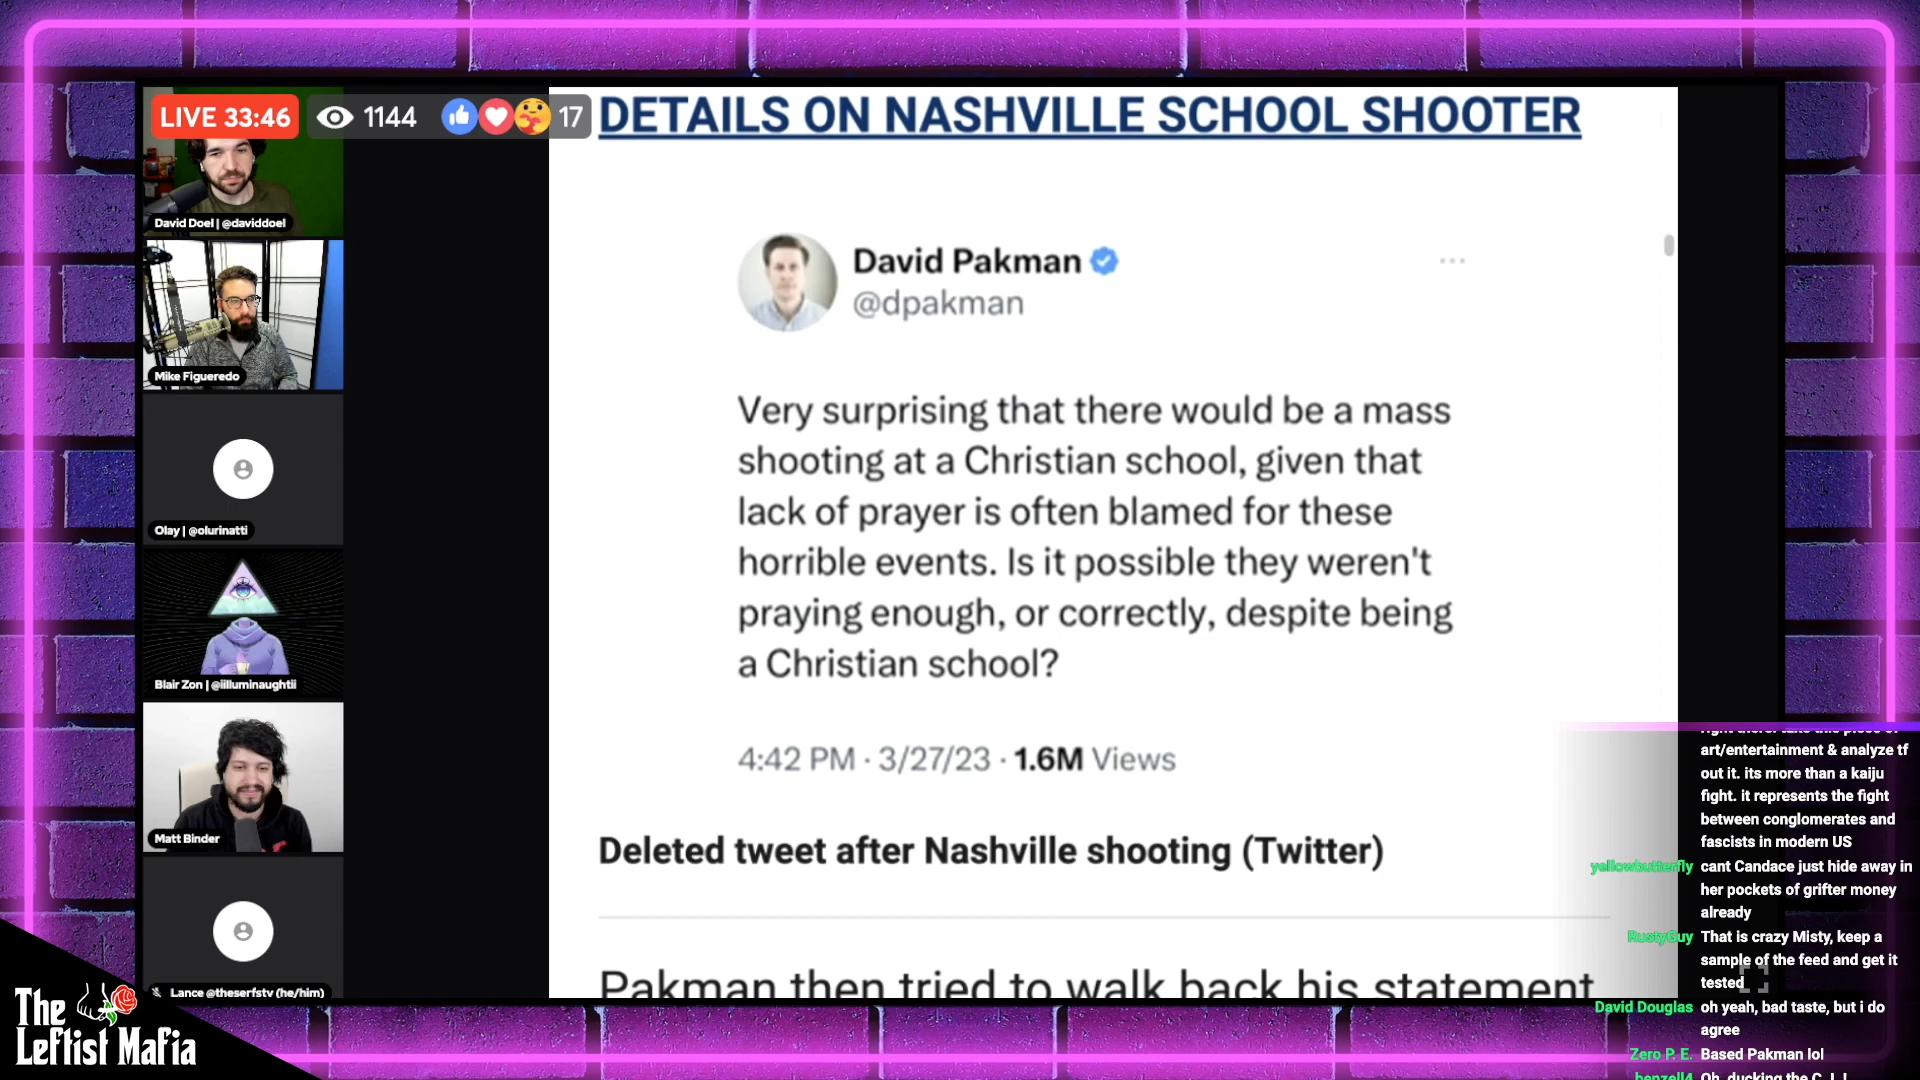 LIVE 33:46
1144
17
DETAILS ON NASHVILLE SCHOOL SHOOTER
David Doel | @daviddoel
Mike Figueredo
Olay | @olurinatti
Blair Zon | @iilluminaughtii
Matt Binder
Lance @theserfstv (he/him)
David Pakman
@dpakman
Very surprising that there would be a mass
shooting at a Christian school, given that
lack of prayer is often blamed for these
horrible events. Is it possible they weren't
praying enough, or correctly, despite being
a Christian school?
4:42 PM · 3/27/23 · 1.6M Views
Deleted tweet after Nashville shooting (Twitter)
Pakman then tried to walk back his statement
art/entertainment & analyze tf
out it. its more than a kaiju
fight. it represents the fight
between conglomerates and
fascists in modern US
yellowbutterfly cant Candace just hide away in
her pockets of grifter money
already
RustyGuy That is crazy Misty, keep a
sample of the feed and get it
tested
David Douglas oh yeah, bad taste, but i do
agree
Zero P. E. Based Pakman lol
The
Leftist Mafia